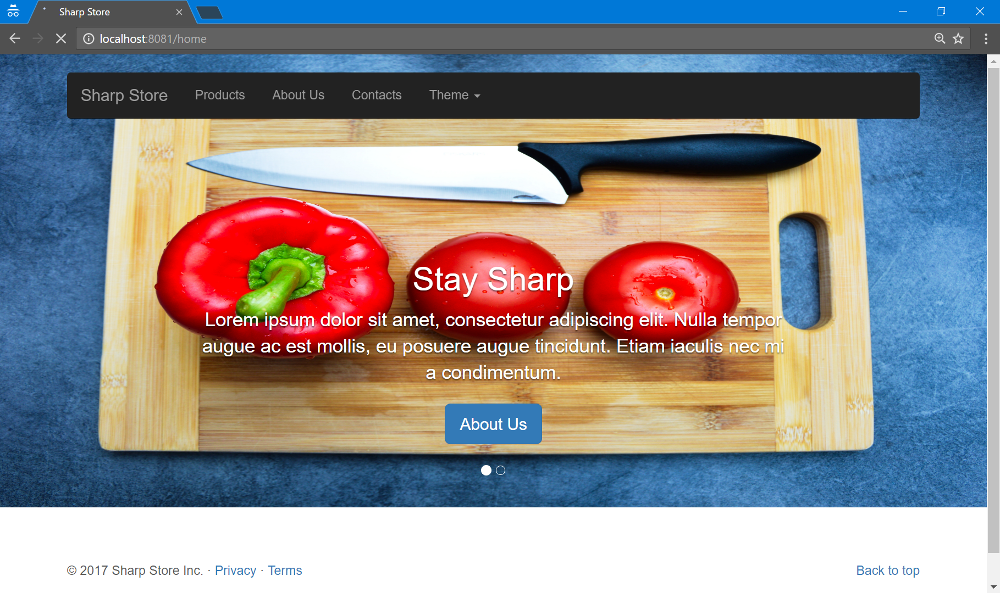 Sharp Store
localhost:8081/home
Sharp Store Products About Us Contacts Theme
Stay Sharp
Lorem ipsum dolor sit amet, consectetur adipiscing elit. Nulla tempor
augue ac est mollis, eu posuere augue tincidunt. Etiam iaculis nec mi
a condimentum.
About Us
© 2017 Sharp Store Inc. · Privacy · Terms Back to top